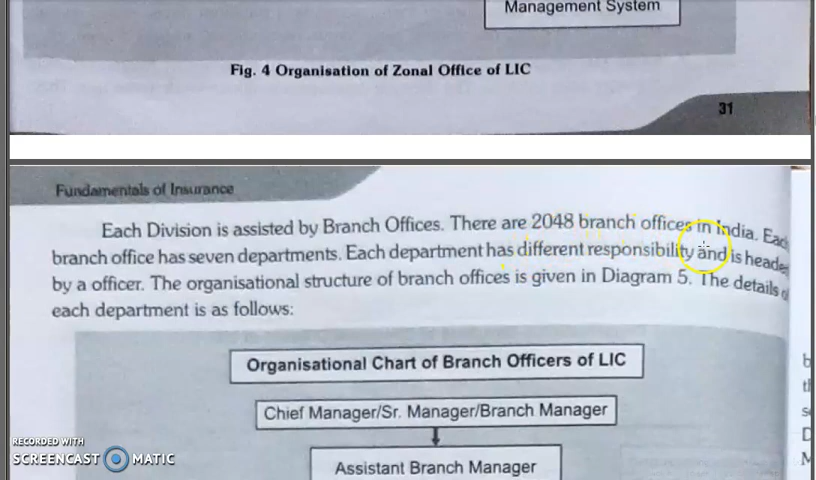 Management System
Fig. 4 Organisation of Zonal Office of LIC
31
Fundamentals of Insurance
Each Division is assisted by Branch Offices. There are 2048 branch offices in India. Eac
branch office has seven departments. Each department has different responsibility and is heade
by a officer. The organisational structure of branch offices is given in Diagram 5. The details
each department is as follows:
Organisational Chart of Branch Officers of LIC
Chief Manager/Sr. Manager/Branch Manager
Assistant Branch Manager
RECORDED WITH
SCREENCAST MATIC